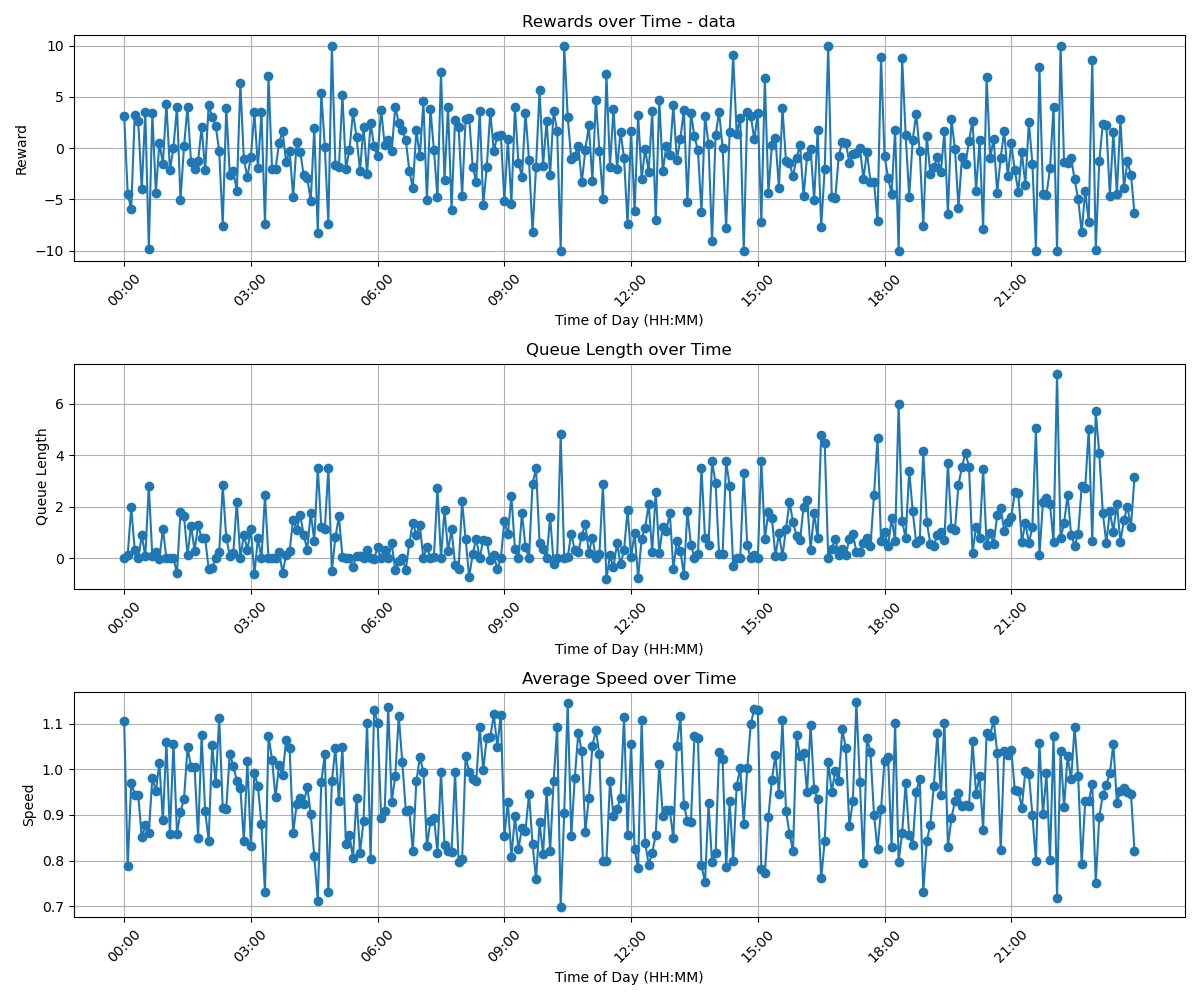 Rewards over Time - data
Reward
10
5
0
−5
−10
00:00 03:00 06:00 09:00 12:00 15:00 18:00 21:00
Time of Day (HH:MM)
Queue Length over Time
Queue Length
6
4
2
0
00:00 03:00 06:00 09:00 12:00 15:00 18:00 21:00
Time of Day (HH:MM)
Average Speed over Time
Speed
1.1
1.0
0.9
0.8
0.7
00:00 03:00 06:00 09:00 12:00 15:00 18:00 21:00
Time of Day (HH:MM)